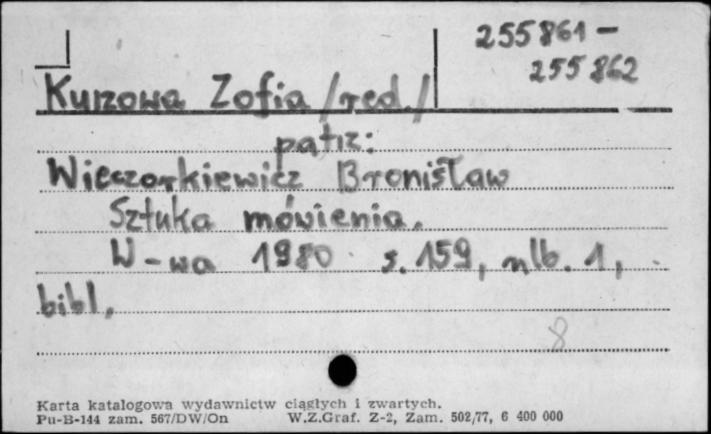 255861 -
255862
Kurzowa Zofia /red./
patrz:
Wieczorkiewicz Bronisław
Sztuka mówienia.
W-wa 1980 s. 159, nlb. 1,
bibl.
8
Karta katalogowa wydawnictw ciągłych i zwartych.
Pu-B-144 zam. 567/DW/On W.Z.Graf. Z-2, Zam. 502/77, 6 400 000